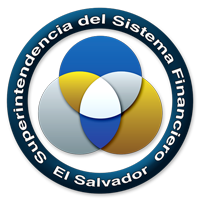 Superintendencia del Sistema Financiero
El Salvador